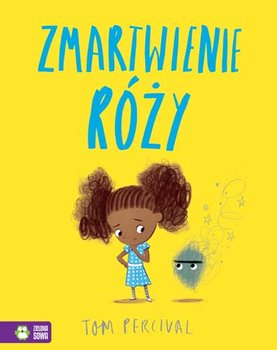 ZMARTWIENIE
RÓŻY
TOM PERCIVAL
ZIELONA
SOWA